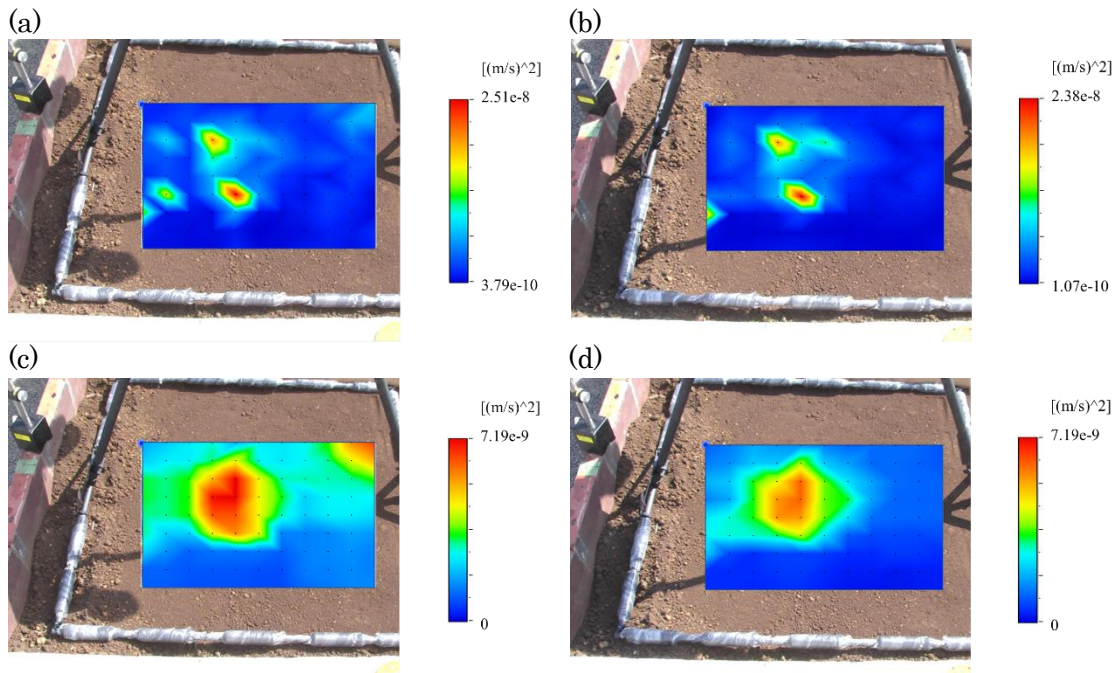 (a)
[(m/s)^2]
2.51e-8
3.79e-10
(b)
[(m/s)^2]
2.38e-8
1.07e-10
(c)
[(m/s)^2]
7.19e-9
0
(d)
[(m/s)^2]
7.19e-9
0